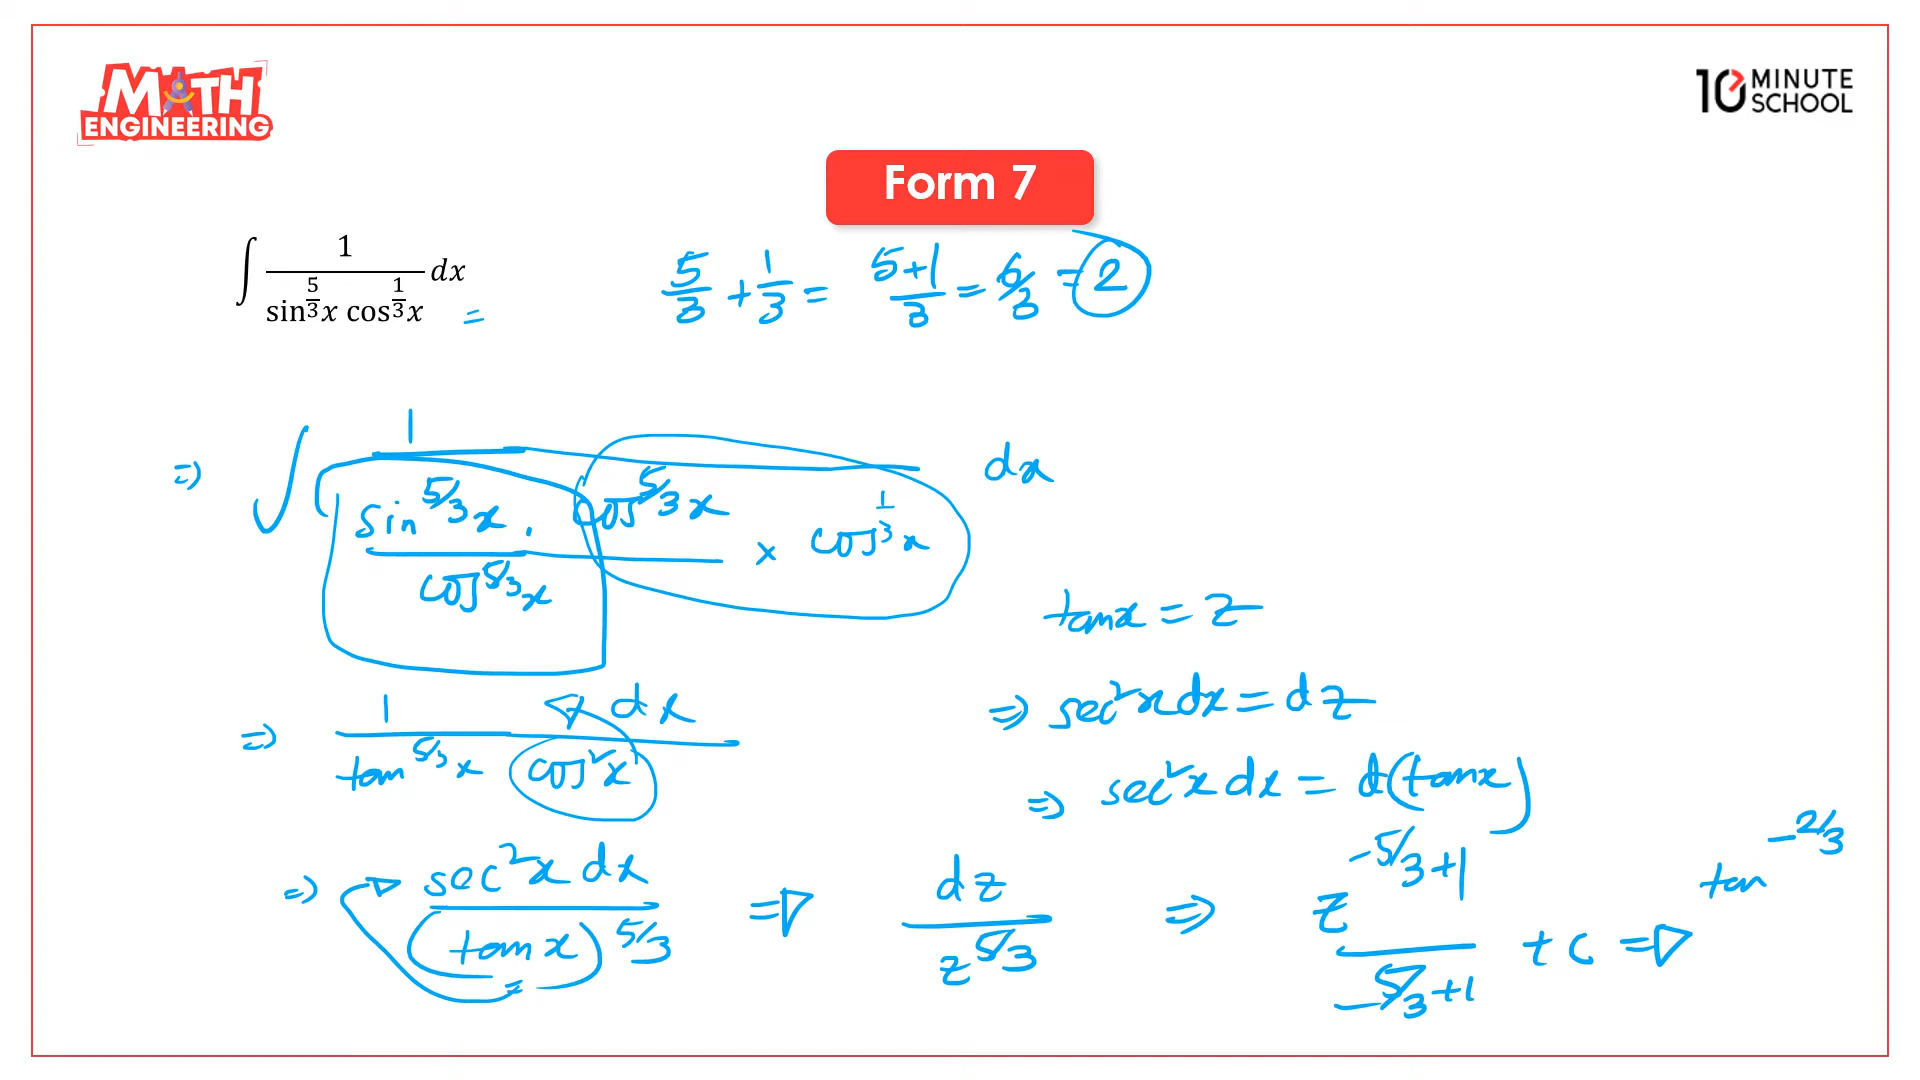 MATH
ENGINEERING
10 MINUTE
SCHOOL
Form 7
∫ 1 / (sin^{5/3}x cos^{1/3}x) dx =
5/3 + 1/3 = (5+1)/3 = 6/3 = 2
⇒ ∫ 1 / ((sin^{5/3}x . cos^{5/3}x) / (cos^{5/3}x) × cos^{1/3}x) dx
tanx = z
⇒ 1 dx / (tan^{5/3}x cos²x)
⇒ sec²x dx = dz
⇒ sec²x dx = d(tanx)
⇒ sec²x dx / (tanx)^{5/3} ⇒ dz / z^{5/3} ⇒ z^{-5/3+1} / (-5/3+1) + c ⇒ tan^{-2/3}